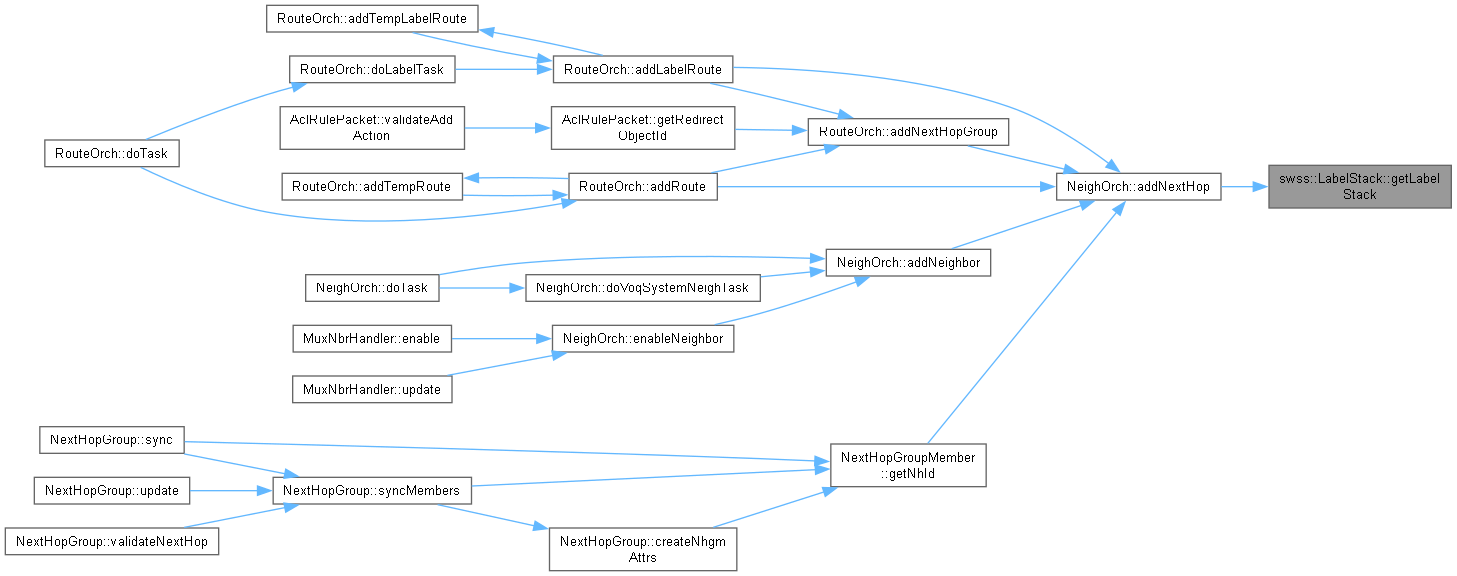 RouteOrch::addTempLabelRoute
RouteOrch::doLabelTask
RouteOrch::addLabelRoute
AclRulePacket::validateAdd
Action
AclRulePacket::getRedirect
ObjectId
RouteOrch::addNextHopGroup
RouteOrch::doTask
RouteOrch::addTempRoute
RouteOrch::addRoute
NeighOrch::addNextHop
swss::LabelStack::getLabel
Stack
NeighOrch::addNeighbor
NeighOrch::doTask
NeighOrch::doVoqSystemNeighTask
MuxNbrHandler::enable
NeighOrch::enableNeighbor
MuxNbrHandler::update
NextHopGroup::sync
NextHopGroupMember
::getNhId
NextHopGroup::update
NextHopGroup::syncMembers
NextHopGroup::validateNextHop
NextHopGroup::createNhgm
Attrs